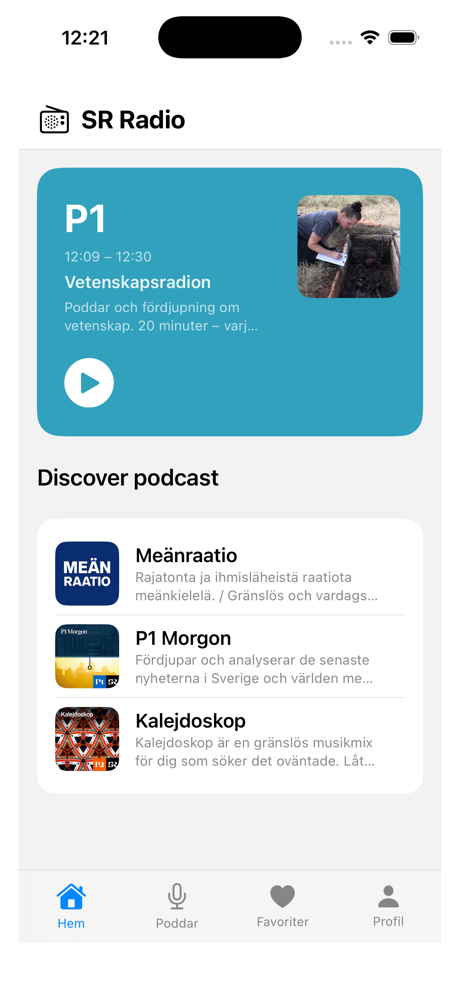 12:21
SR Radio
P1
12:09 – 12:30
Vetenskapsradion
Poddar och fördjupning om
vetenskap. 20 minuter – varj...
Discover podcast
MEÄN
RAATIO
Meänraatio
Rajatonta ja ihmisläheistä raatiota
meänkielelä. / Gränslös och vardags...
P1 Morgon
P1
P1 Morgon
Fördjupar och analyserar de senaste
nyheterna i Sverige och världen me...
Kalejdoskop
P2
Kalejdoskop
Kalejdoskop är en gränslös musikmix
för dig som söker det oväntade. Låt...
Hem
Poddar
Favoriter
Profil